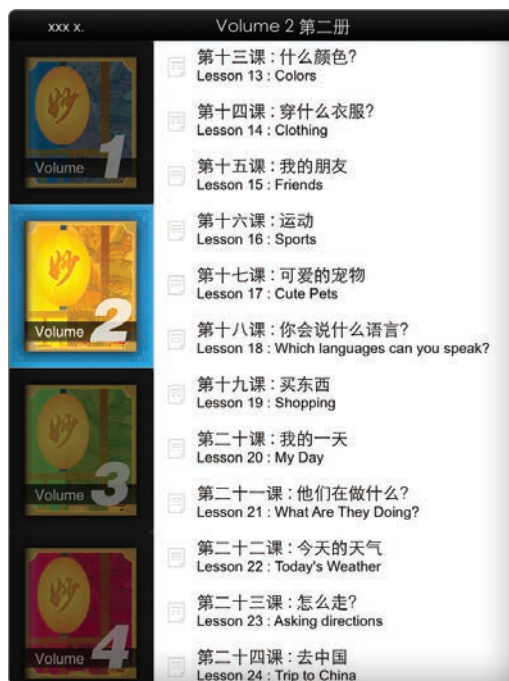 xxx x.
Volume 2 第二册
妙
Volume 1
妙
Volume 2
妙
Volume 3
妙
Volume 4
第十三课：什么颜色?
Lesson 13 : Colors
第十四课：穿什么衣服?
Lesson 14 : Clothing
第十五课：我的朋友
Lesson 15 : Friends
第十六课：运动
Lesson 16 : Sports
第十七课：可爱的宠物
Lesson 17 : Cute Pets
第十八课：你会说什么语言?
Lesson 18 : Which languages can you speak?
第十九课：买东西
Lesson 19 : Shopping
第二十课：我的一天
Lesson 20 : My Day
第二十一课：他们在做什么?
Lesson 21 : What Are They Doing?
第二十二课：今天的天气
Lesson 22 : Today's Weather
第二十三课：怎么走?
Lesson 23 : Asking directions
第二十四课：去中国
Lesson 24 : Trip to China